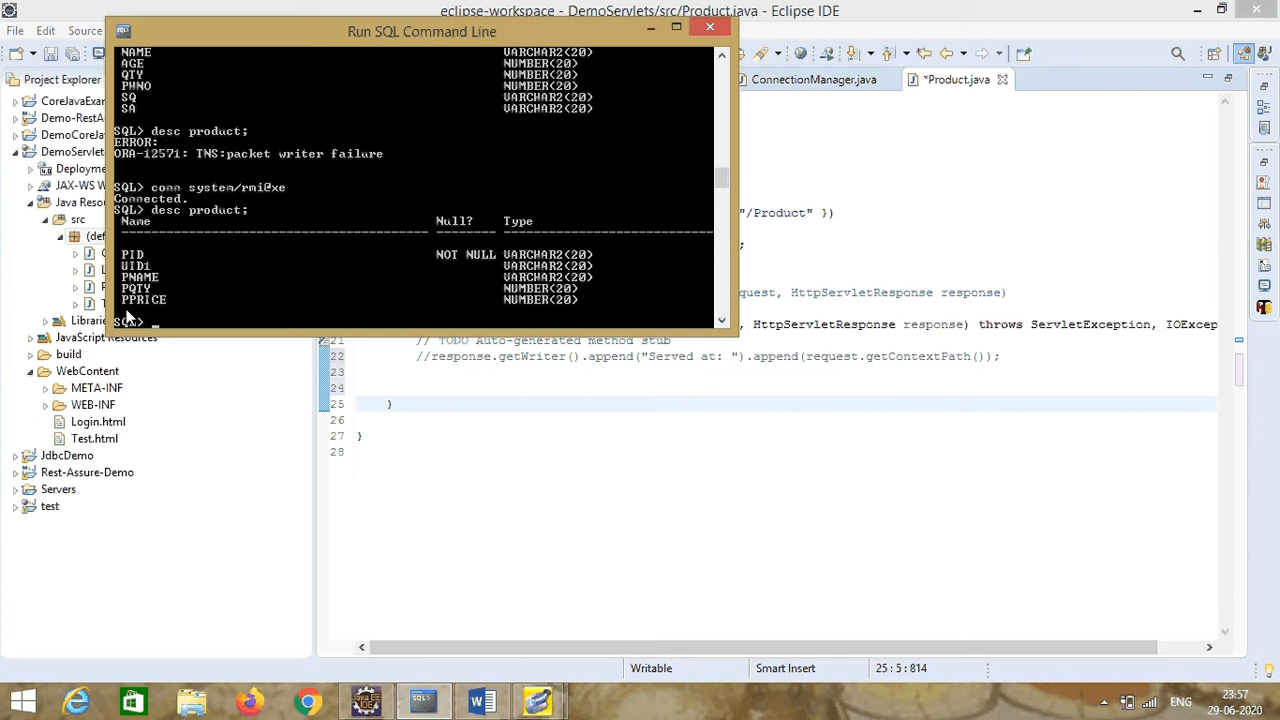 eclipse-workspace - DemoServlets/src/Product.java - Eclipse IDE
File Edit Source
Run SQL Command Line
NAME VARCHAR2(20)
AGE NUMBER(20)
QTY NUMBER(20)
PHNO NUMBER(20)
SQ VARCHAR2(20)
SA VARCHAR2(20)
SQL> desc product;
ERROR:
ORA-12571: TNS:packet writer failure
SQL> conn system/rmi@xe
Connected.
SQL> desc product;
Name Null? Type
PID NOT NULL VARCHAR2(20)
UID1 VARCHAR2(20)
PNAME VARCHAR2(20)
PQTY NUMBER(20)
PPRICE NUMBER(20)
SQL>
Project Explorer
CoreJavaExa
Demo-RestA
DemoCoreJa
DemoServlet
Deployme
JAX-WS W
Java Resou
src
(def
Librarie
JavaScript Resources
build
WebContent
META-INF
WEB-INF
Login.html
Test.html
JdbcDemo
Rest-Assure-Demo
Servers
test
ConnectionManager.java
*Product.java
"/Product" })
;
quest, HttpServletResponse response)
, HttpServletResponse response) throws ServletException, IOExcep
21 // TODO Auto-generated method stub
22 //response.getWriter().append("Served at: ").append(request.getContextPath());
23
24
25 }
26
27 }
28
Writable Smart Insert 25 : 5 : 814
ENG
23:57
29-06-2020